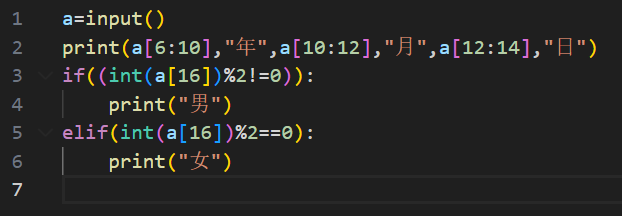 1 a=input()
2 print(a[6:10],"年",a[10:12],"月",a[12:14],"日")
3 if((int(a[16])%2!=0)):
4     print("男")
5 elif(int(a[16])%2==0):
6     print("女")
7